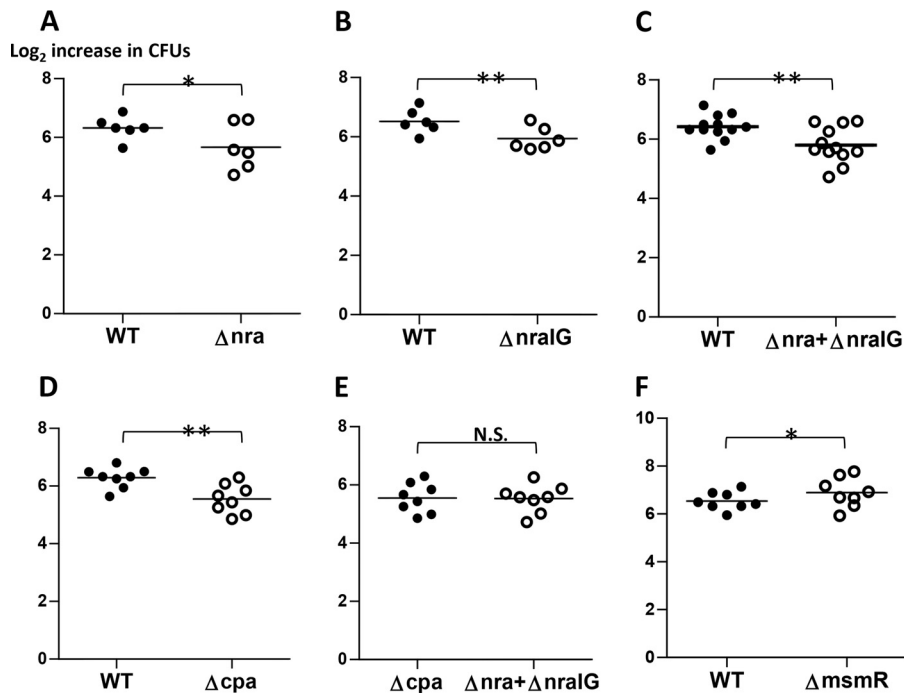 A B C
Log₂ increase in CFUs
8 * 8 ** 8 **
6 6 6
4 4 4
2 2 2
0 0 0
WT Δnra WT ΔnralG WT Δnra+ΔnralG
D E F
8 ** 8 N.S. 10 *
6 6 8
4 4 6
2 2 4
0 0 2
0
WT Δcpa Δcpa Δnra+ΔnralG WT ΔmsmR